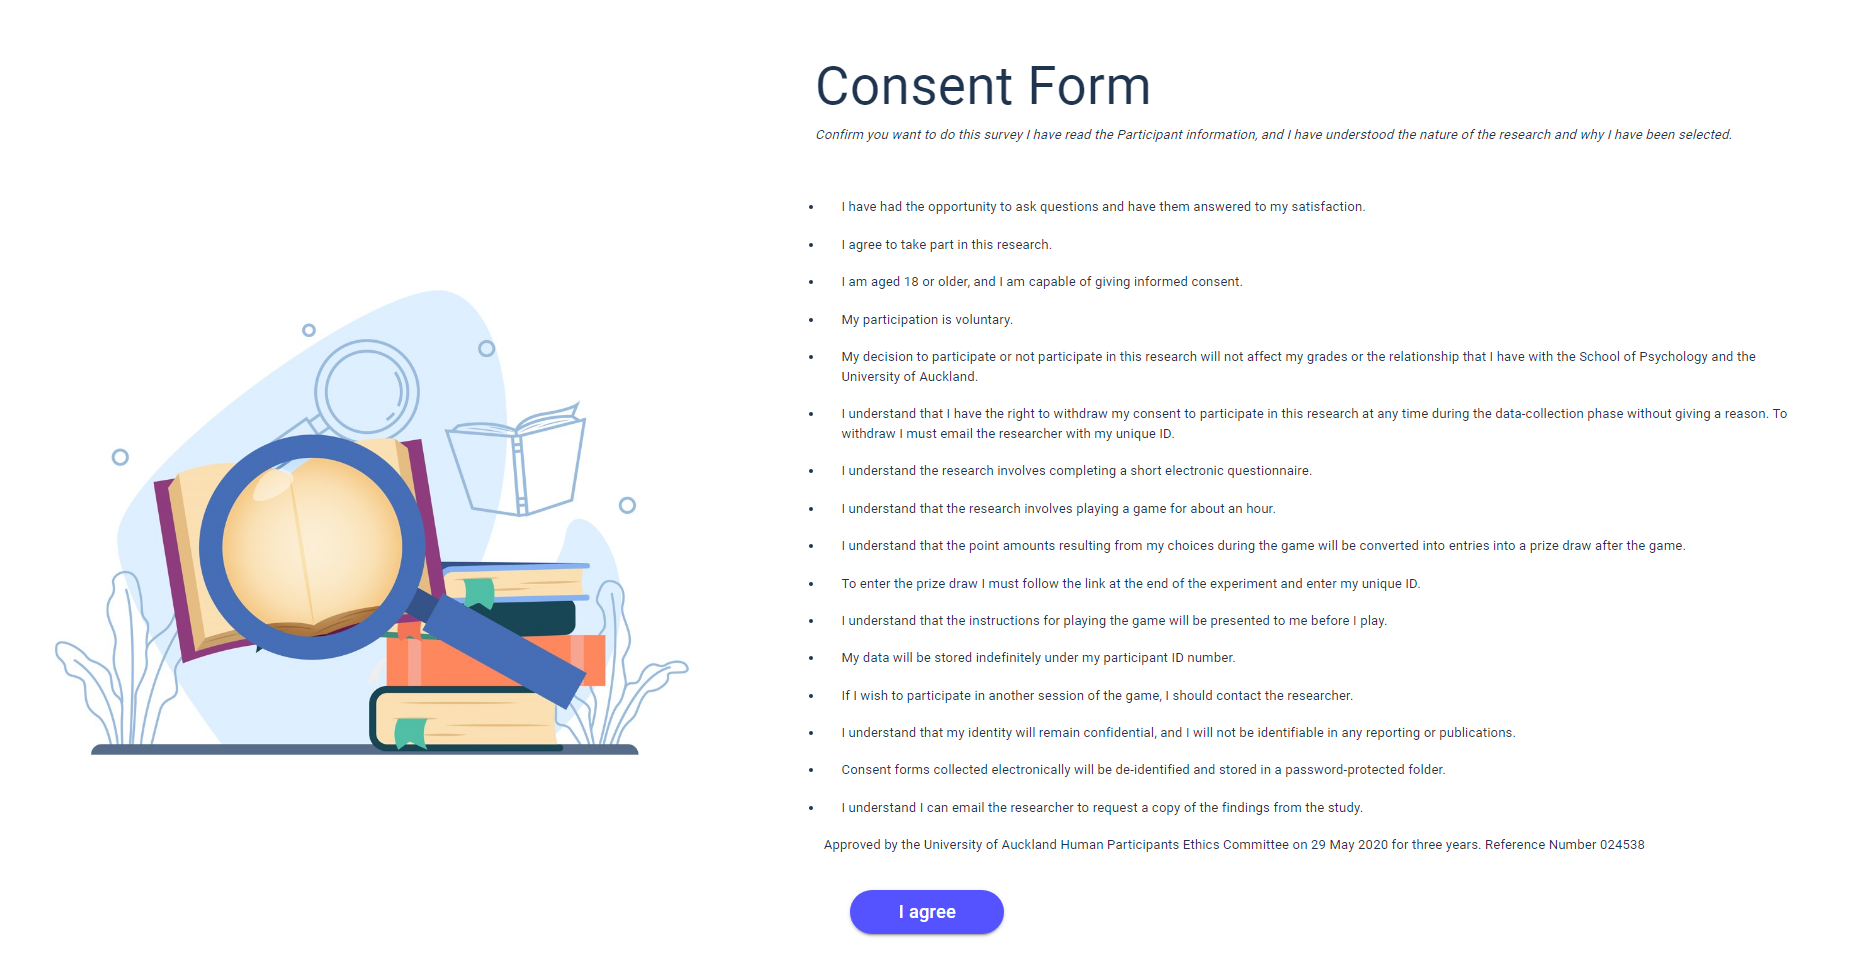 Consent Form
Confirm you want to do this survey I have read the Participant information, and I have understood the nature of the research and why I have been selected.
• I have had the opportunity to ask questions and have them answered to my satisfaction.
• I agree to take part in this research.
• I am aged 18 or older, and I am capable of giving informed consent.
• My participation is voluntary.
• My decision to participate or not participate in this research will not affect my grades or the relationship that I have with the School of Psychology and the
University of Auckland.
• I understand that I have the right to withdraw my consent to participate in this research at any time during the data-collection phase without giving a reason. To
withdraw I must email the researcher with my unique ID.
• I understand the research involves completing a short electronic questionnaire.
• I understand that the research involves playing a game for about an hour.
• I understand that the point amounts resulting from my choices during the game will be converted into entries into a prize draw after the game.
• To enter the prize draw I must follow the link at the end of the experiment and enter my unique ID.
• I understand that the instructions for playing the game will be presented to me before I play.
• My data will be stored indefinitely under my participant ID number.
• If I wish to participate in another session of the game, I should contact the researcher.
• I understand that my identity will remain confidential, and I will not be identifiable in any reporting or publications.
• Consent forms collected electronically will be de-identified and stored in a password-protected folder.
• I understand I can email the researcher to request a copy of the findings from the study.
Approved by the University of Auckland Human Participants Ethics Committee on 29 May 2020 for three years. Reference Number 024538
I agree